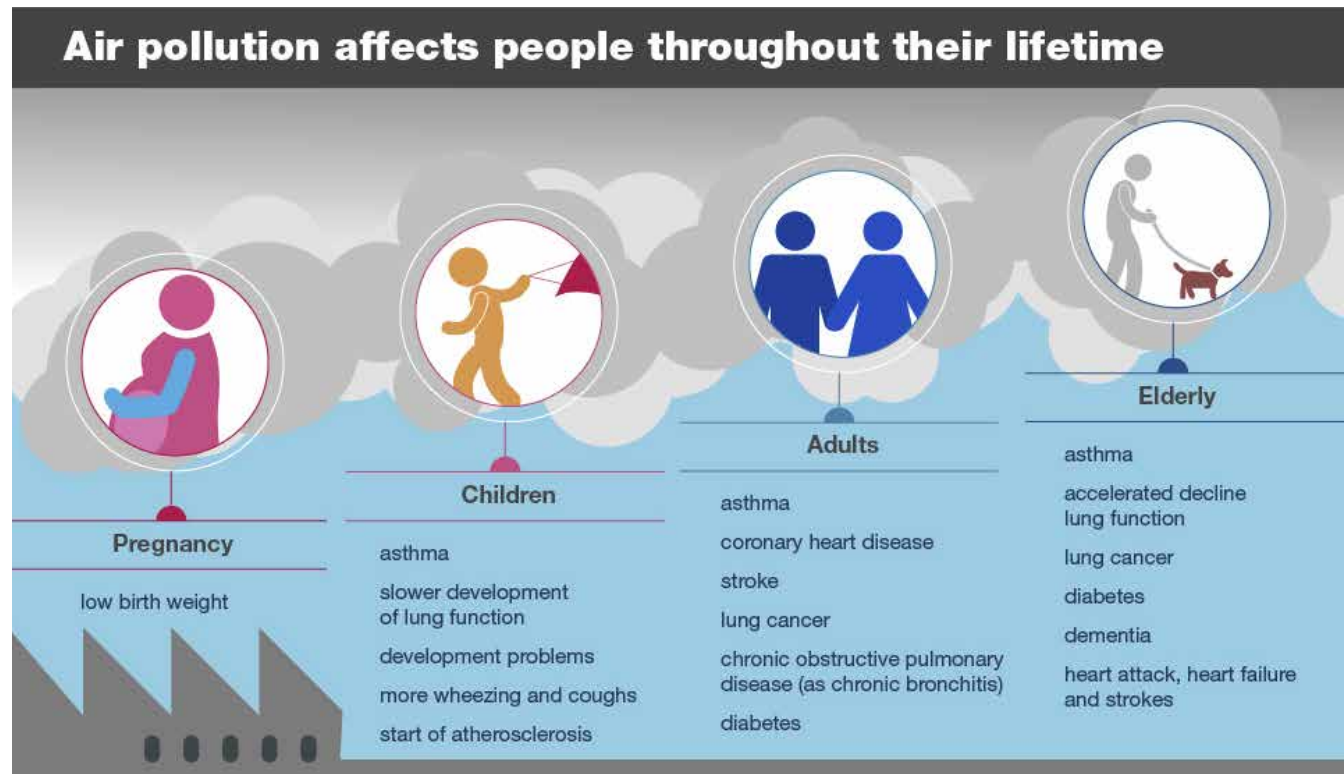 Air pollution affects people throughout their lifetime
Pregnancy
low birth weight
Children
asthma
slower development
of lung function
development problems
more wheezing and coughs
start of atherosclerosis
Adults
asthma
coronary heart disease
stroke
lung cancer
chronic obstructive pulmonary
disease (as chronic bronchitis)
diabetes
Elderly
asthma
accelerated decline
lung function
lung cancer
diabetes
dementia
heart attack, heart failure
and strokes